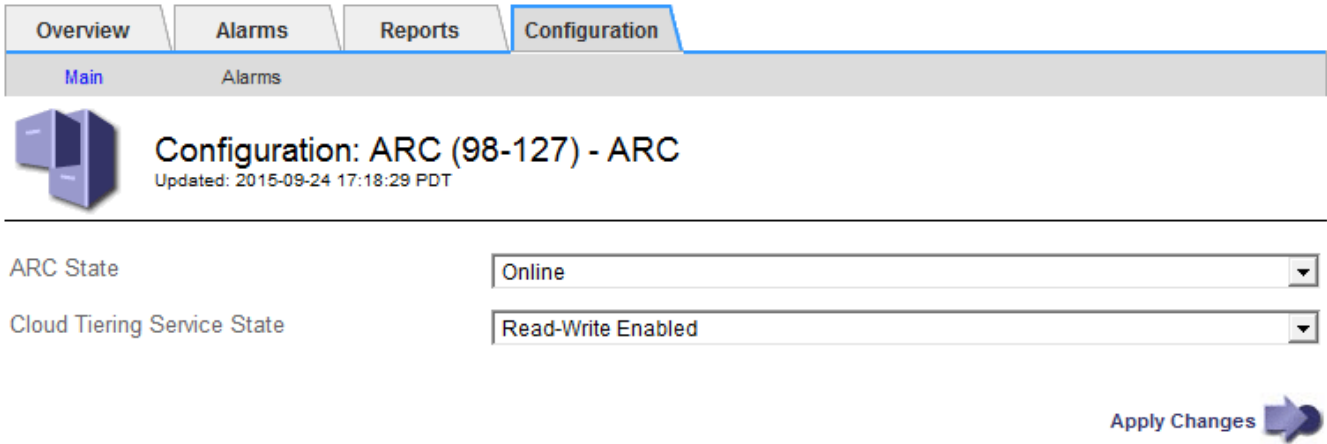 Overview Alarms Reports Configuration
Main Alarms
Configuration: ARC (98-127) - ARC
Updated: 2015-09-24 17:18:29 PDT
ARC State Online
Cloud Tiering Service State Read-Write Enabled
Apply Changes